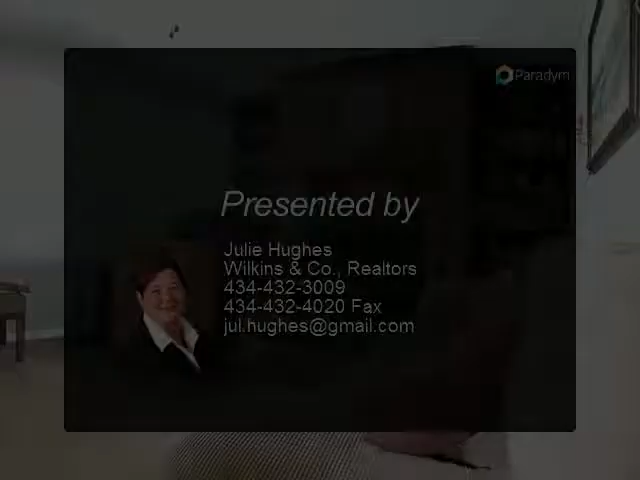 Paradym
Presented by
Julie Hughes
Wilkins & Co., Realtors
434-432-3009
434-432-4020 Fax
jul.hughes@gmail.com